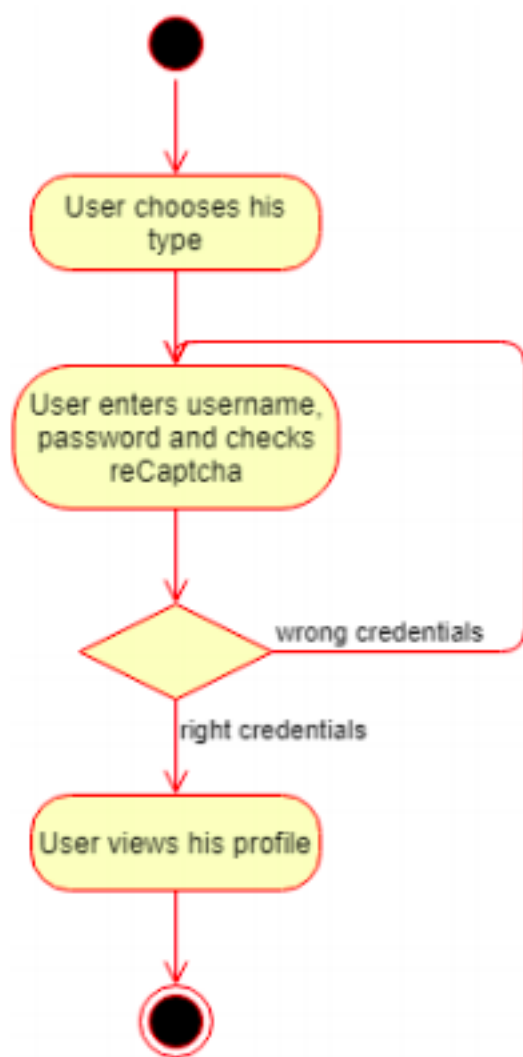 User chooses his
type
User enters username,
password and checks
reCaptcha
wrong credentials
right credentials
User views his profile